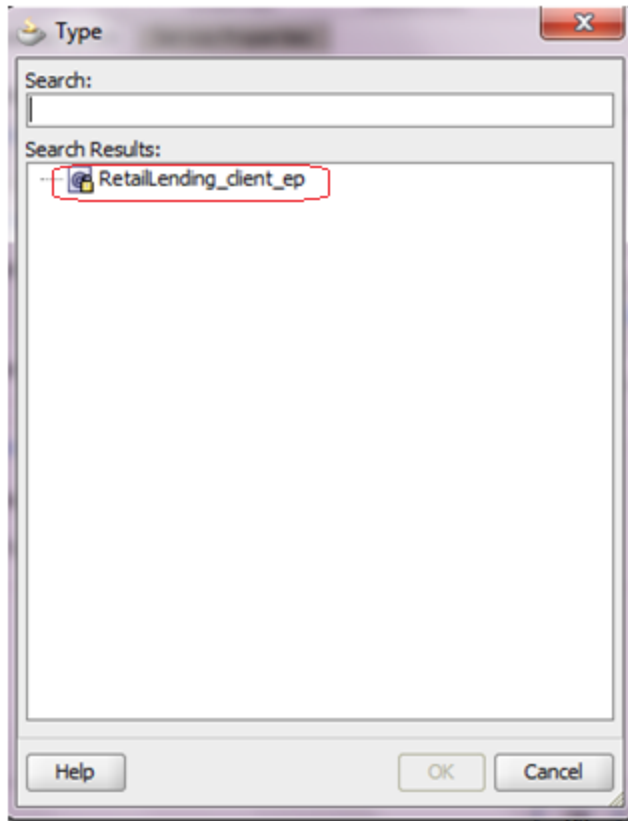 Type
Search:
Search Results:
RetailLending_client_ep
Help
OK
Cancel